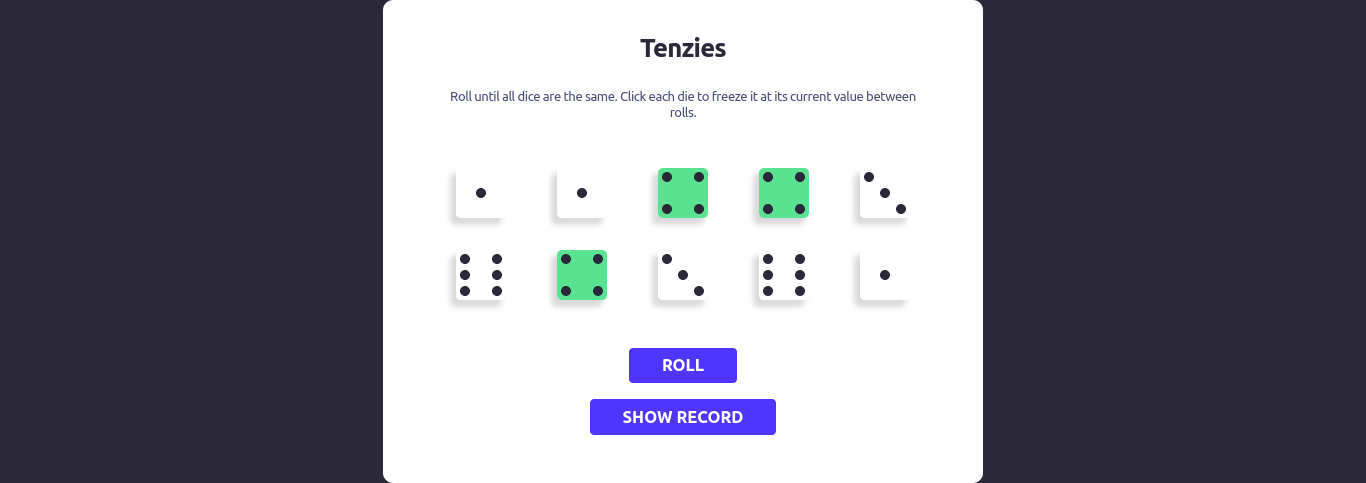 Tenzies
Roll until all dice are the same. Click each die to freeze it at its current value between
rolls.
ROLL
SHOW RECORD